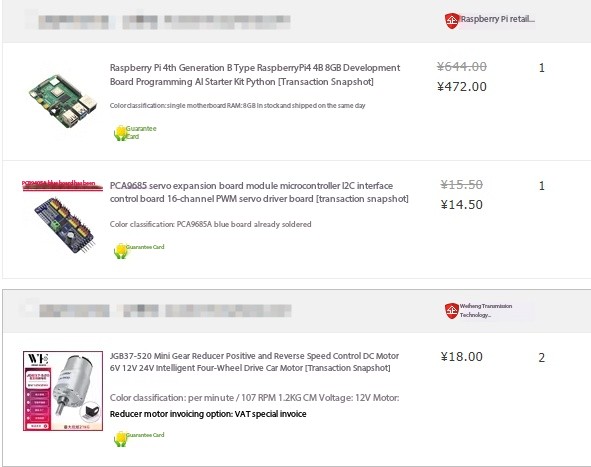 Raspberry Pi retail...
Raspberry Pi 4th Generation B Type RaspberryPi4 4B 8GB Development
Board Programming AI Starter Kit Python [Transaction Snapshot]
¥644.00
¥472.00
1
Color classification: single motherboard RAM: 8GB In stock and shipped on the same day
Guarantee
Card
PCA9685 servo expansion board module microcontroller I2C interface
control board 16-channel PWM servo driver board [transaction snapshot]
¥15.50
¥14.50
1
Color classification: PCA9685A blue board already soldered
Guarantee Card
Weiheng Transmission
Technology...
JGB37-520 Mini Gear Reducer Positive and Reverse Speed Control DC Motor
6V 12V 24V Intelligent Four-Wheel Drive Car Motor [Transaction Snapshot]
¥18.00
2
Color classification: per minute / 107 RPM 1.2KG CM Voltage: 12V Motor:
Reducer motor invoicing option: VAT special invoice
Guarantee Card